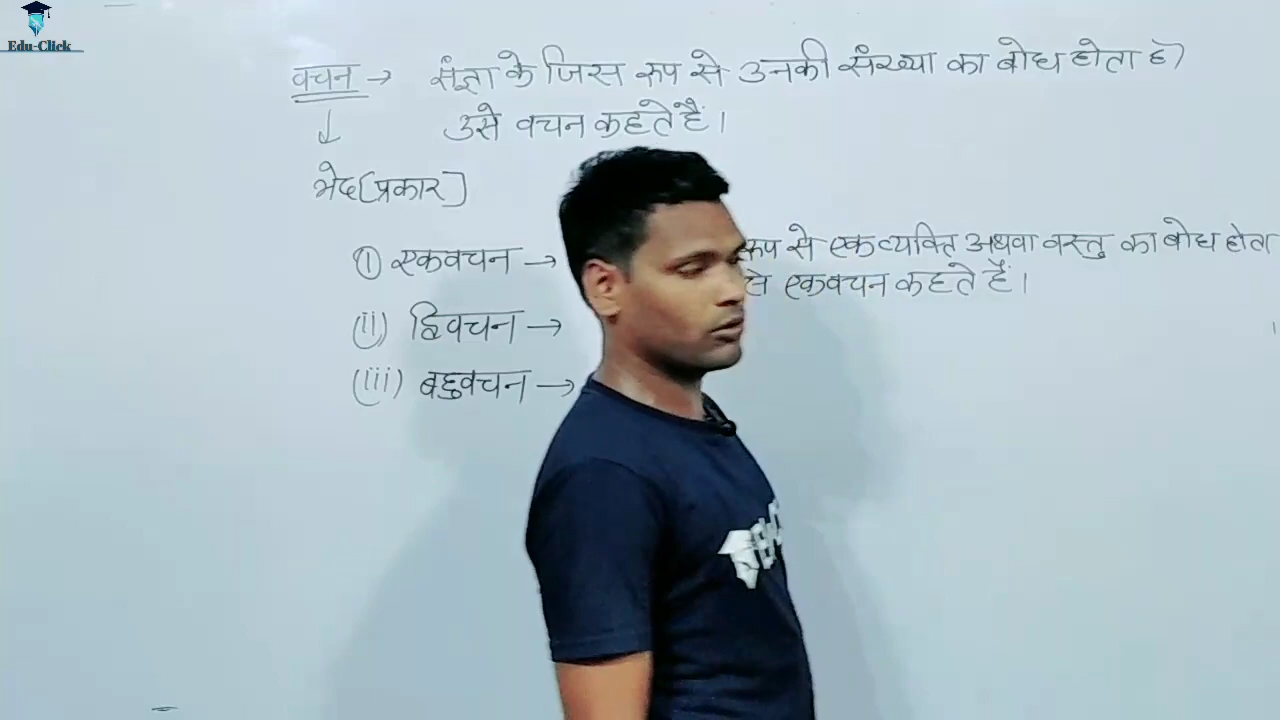 Edu-Click
वचन → संज्ञा के जिस रूप से उनकी संख्या का बोध होता है
↓ उसे वचन कहते हैं।
भेद [प्रकार]
(i) एकवचन → रूप से एक व्यक्ति अथवा वस्तु का बोध होता
एकवचन कहते हैं।
(ii) द्विवचन →
(iii) बहुवचन →